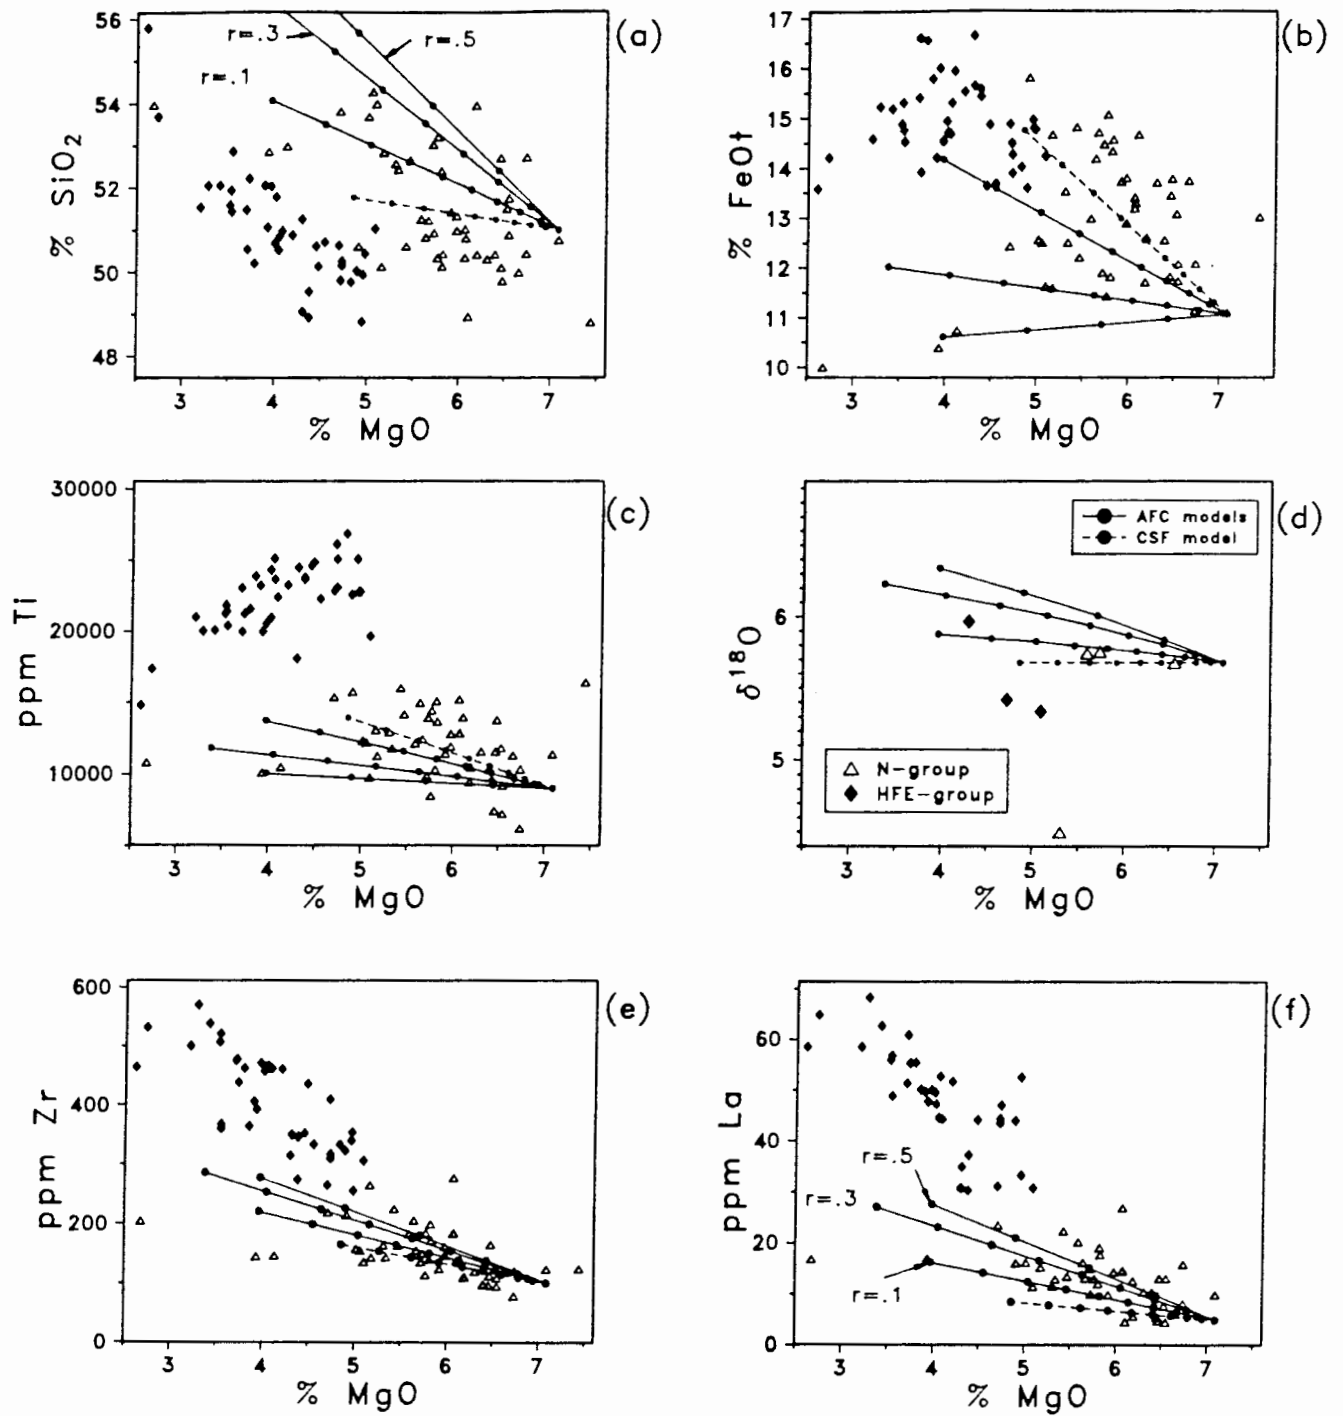 (a)
% SiO2
56
54
52
50
48
r=.3
r=.5
r=.1
3 4 5 6 7
% MgO
(b)
% FeOt
17
16
15
14
13
12
11
10
3 4 5 6 7
% MgO
(c)
ppm Ti
30000
20000
10000
3 4 5 6 7
% MgO
(d)
δ18O
6
5
AFC models
CSF model
N-group
HFE-group
3 4 5 6 7
% MgO
(e)
ppm Zr
600
400
200
0
3 4 5 6 7
% MgO
(f)
ppm La
60
40
20
0
r=.5
r=.3
r=.1
3 4 5 6 7
% MgO